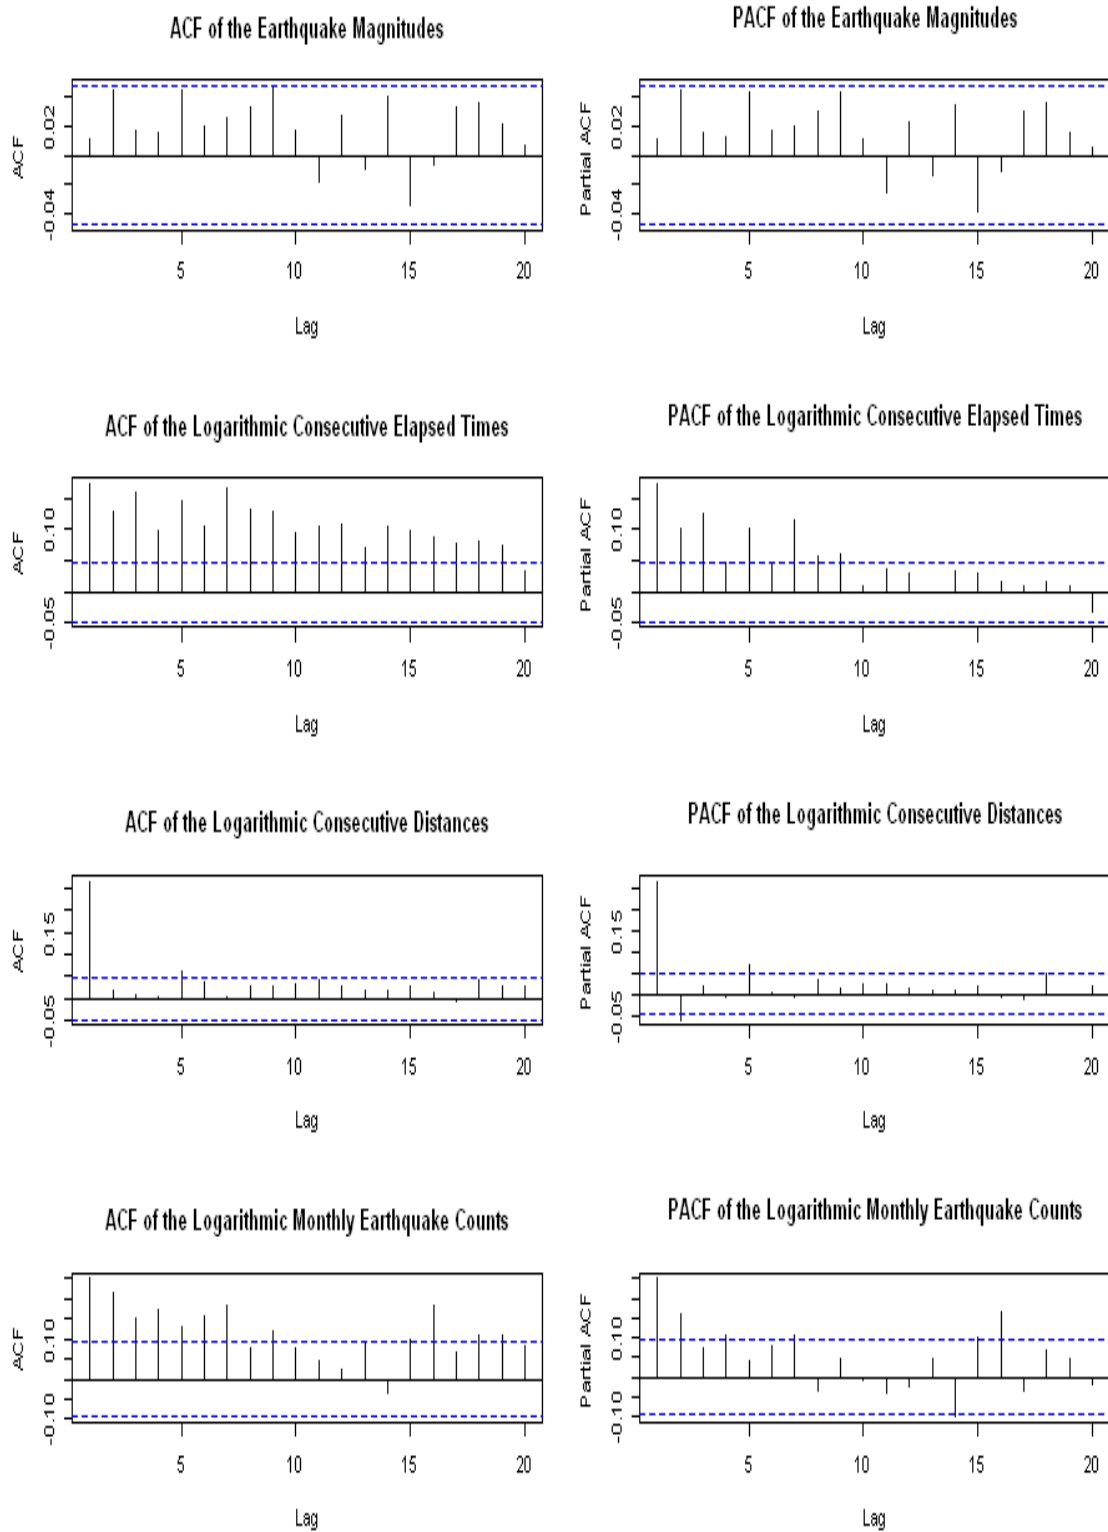 ACF of the Earthquake Magnitudes
ACF
0.02
-0.04
5 10 15 20
Lag
PACF of the Earthquake Magnitudes
Partial ACF
0.02
-0.04
5 10 15 20
Lag
ACF of the Logarithmic Consecutive Elapsed Times
ACF
0.10
-0.05
5 10 15 20
Lag
PACF of the Logarithmic Consecutive Elapsed Times
Partial ACF
0.10
-0.05
5 10 15 20
Lag
ACF of the Logarithmic Consecutive Distances
ACF
0.15
-0.05
5 10 15 20
Lag
PACF of the Logarithmic Consecutive Distances
Partial ACF
0.15
-0.05
5 10 15 20
Lag
ACF of the Logarithmic Monthly Earthquake Counts
ACF
0.10
-0.10
5 10 15 20
Lag
PACF of the Logarithmic Monthly Earthquake Counts
Partial ACF
0.10
-0.10
5 10 15 20
Lag